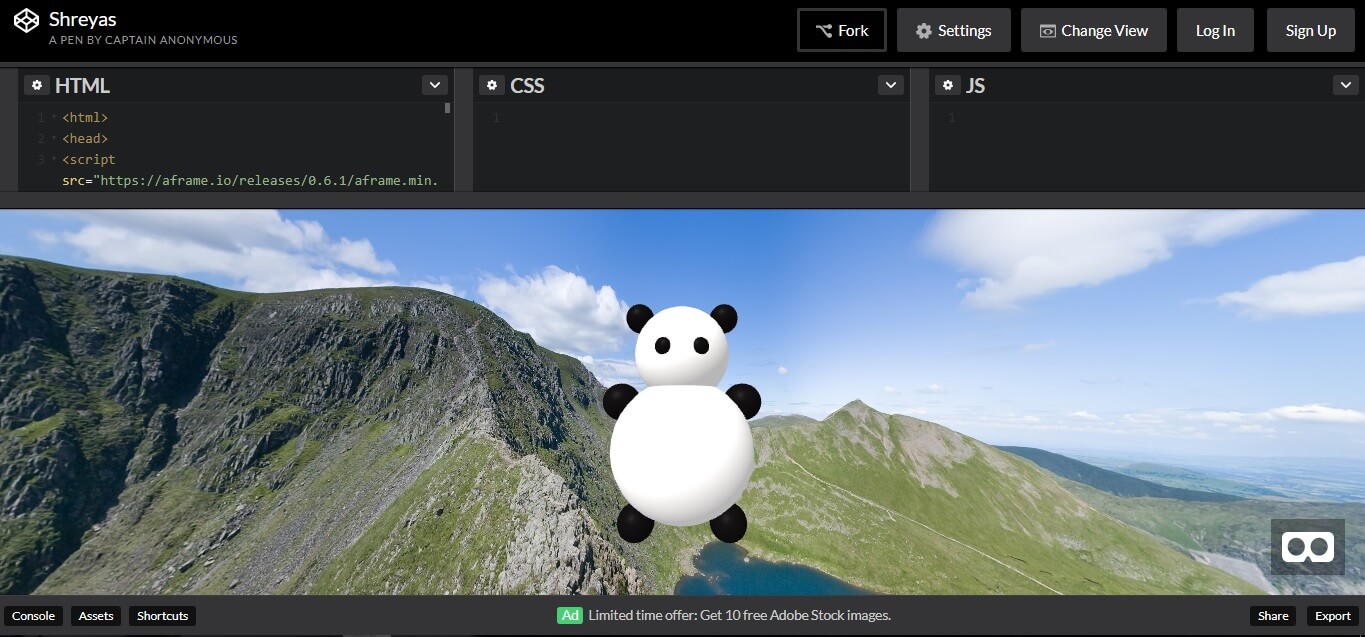 Shreyas
A PEN BY CAPTAIN ANONYMOUS
Fork
Settings
Change View
Log In
Sign Up
HTML
CSS
JS
1
<html>
2
<head>
3
<script
src="https://aframe.io/releases/0.6.1/aframe.min.
1
1
Console
Assets
Shortcuts
Ad Limited time offer: Get 10 free Adobe Stock images.
Share
Export